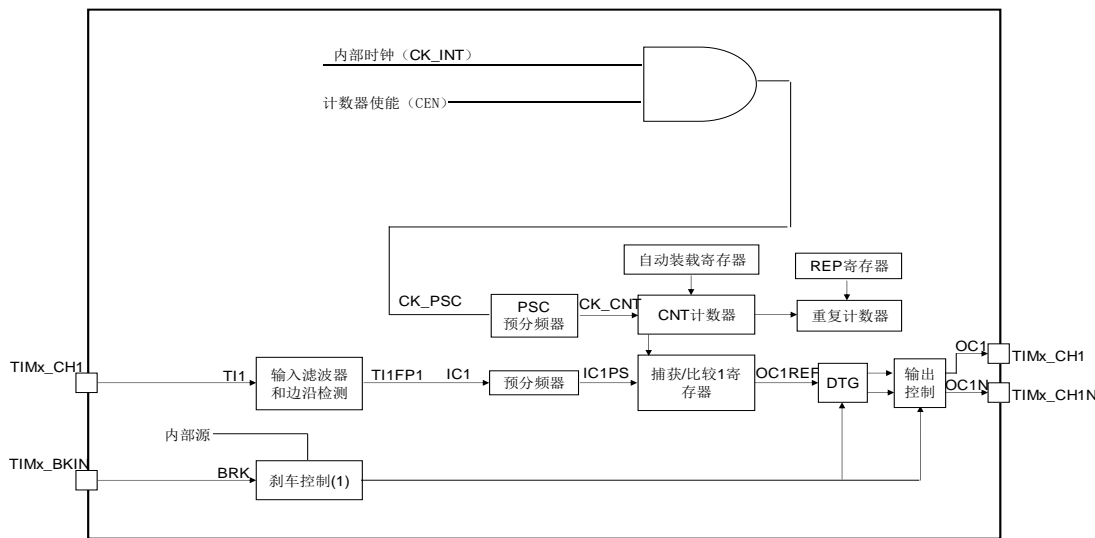 内部时钟（CK_INT）
计数器使能（CEN）
自动装载寄存器
REP寄存器
CK_PSC
PSC
预分频器
CK_CNT
CNT计数器
重复计数器
TIMx_CH1
TI1
输入滤波器
和边沿检测
TI1FP1
IC1
预分频器
IC1PS
捕获/比较1寄
存器
OC1REF
DTG
输出
控制
OC1
TIMx_CH1
OC1N
TIMx_CH1N
内部源
TIMx_BKIN
BRK
刹车控制(1)